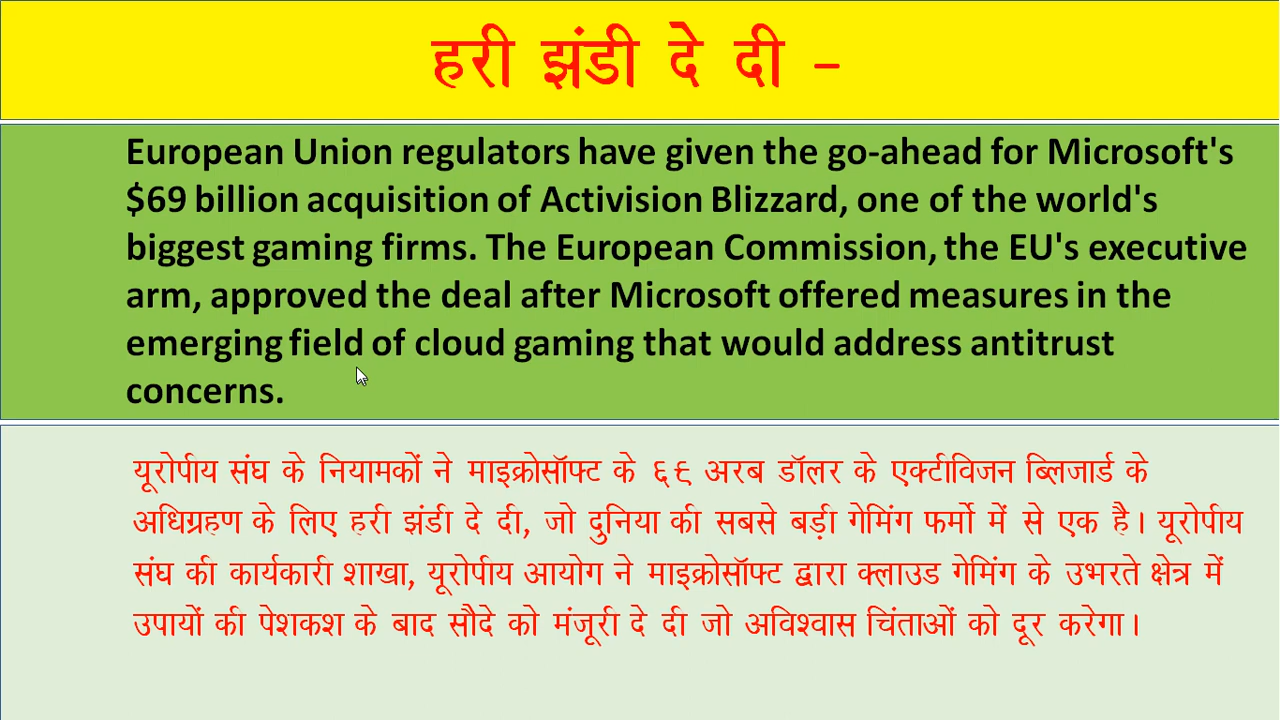 हरी झंडी दे दी –
European Union regulators have given the go-ahead for Microsoft's
$69 billion acquisition of Activision Blizzard, one of the world's
biggest gaming firms. The European Commission, the EU's executive
arm, approved the deal after Microsoft offered measures in the
emerging field of cloud gaming that would address antitrust
concerns.
यूरोपीय संघ के नियामकों ने माइक्रोसॉफ्ट के ६९ अरब डॉलर के एक्टीविजन ब्लिजार्ड के
अधिग्रहण के लिए हरी झंडी दे दी, जो दुनिया की सबसे बड़ी गेमिंग फर्मो में से एक है। यूरोपीय
संघ की कार्यकारी शाखा, यूरोपीय आयोग ने माइक्रोसॉफ्ट द्वारा क्लाउड गेमिंग के उभरते क्षेत्र में
उपायों की पेशकश के बाद सौदे को मंजूरी दे दी जो अविश्वास चिंताओं को दूर करेगा।